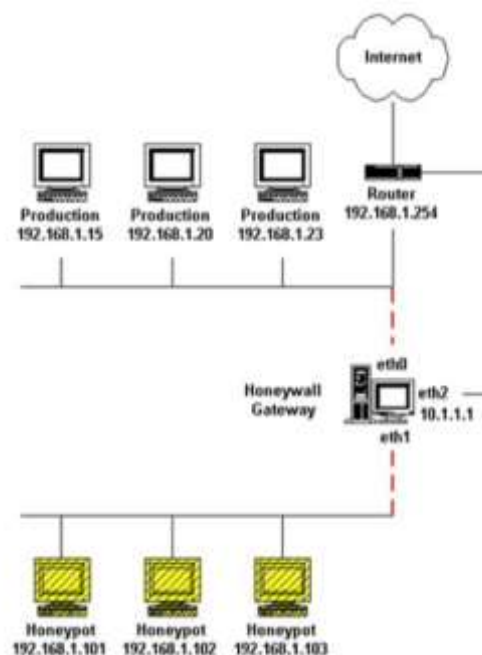 Internet
Router
192.168.1.254
Production
192.168.1.15
Production
192.168.1.20
Production
192.168.1.23
eth0
Honeywall
Gateway
eth2
10.1.1.1
eth1
Honeypot
192.168.1.101
Honeypot
192.168.1.102
Honeypot
192.168.1.103